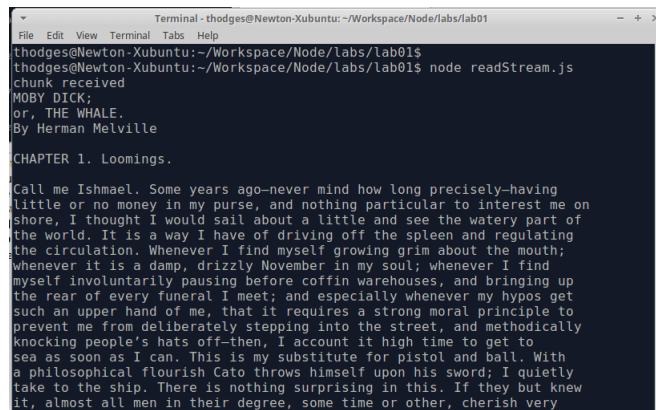 Terminal - thodges@Newton-Xubuntu: ~/Workspace/Node/labs/lab01
File Edit View Terminal Tabs Help
thodges@Newton-Xubuntu:~/Workspace/Node/labs/lab01$
thodges@Newton-Xubuntu:~/Workspace/Node/labs/lab01$ node readStream.js
chunk received
MOBY DICK;
or, THE WHALE.
By Herman Melville
CHAPTER 1. Loomings.
Call me Ishmael. Some years ago—never mind how long precisely—having
little or no money in my purse, and nothing particular to interest me on
shore, I thought I would sail about a little and see the watery part of
the world. It is a way I have of driving off the spleen and regulating
the circulation. Whenever I find myself growing grim about the mouth;
whenever it is a damp, drizzly November in my soul; whenever I find
myself involuntarily pausing before coffin warehouses, and bringing up
the rear of every funeral I meet; and especially whenever my hypos get
such an upper hand of me, that it requires a strong moral principle to
prevent me from deliberately stepping into the street, and methodically
knocking people’s hats off—then, I account it high time to get to
sea as soon as I can. This is my substitute for pistol and ball. With
a philosophical flourish Cato throws himself upon his sword; I quietly
take to the ship. There is nothing surprising in this. If they but knew
it, almost all men in their degree, some time or other, cherish very